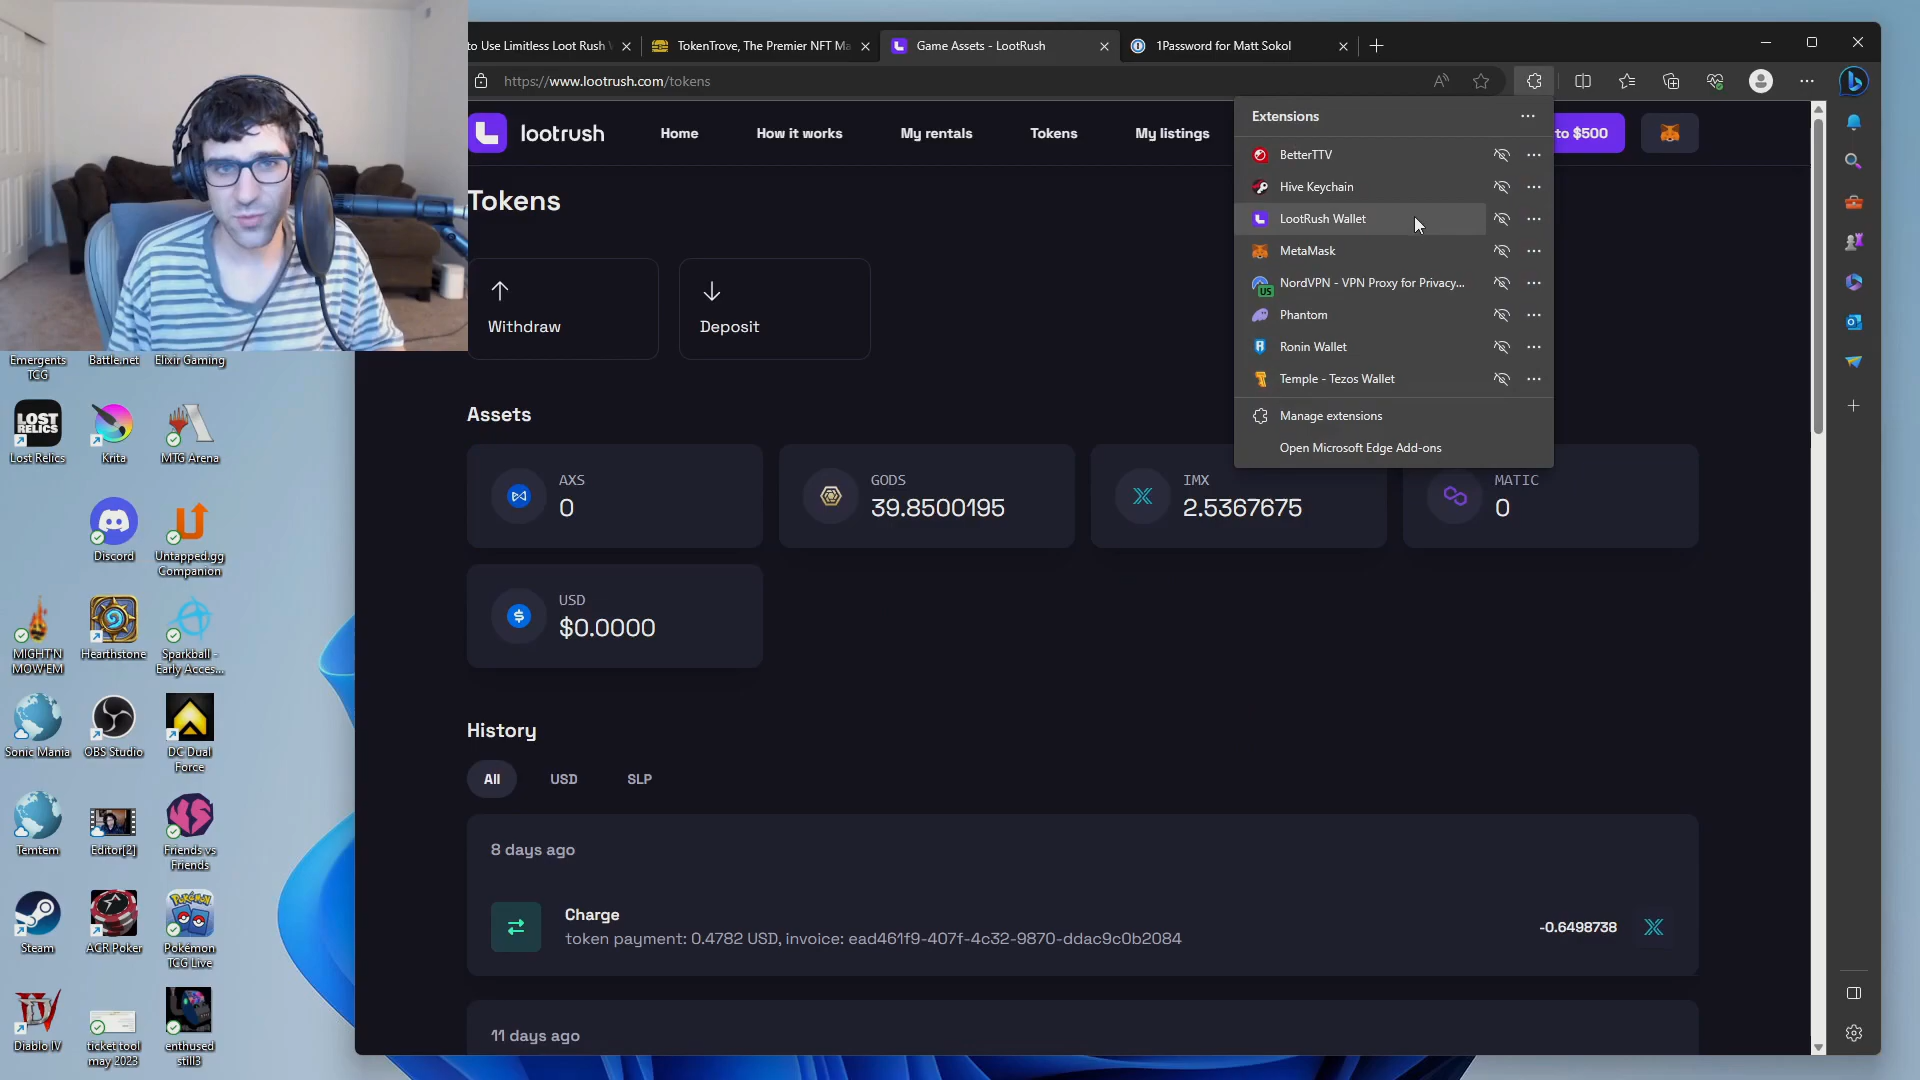 to Use Limitless Loot Rush
TokenTrove, The Premier NFT Ma
Game Assets - LootRush
1Password for Matt Sokol
https://www.lootrush.com/tokens
lootrush
Home
How it works
My rentals
Tokens
My listings
to $500
Extensions
BetterTTV
Hive Keychain
LootRush Wallet
MetaMask
NordVPN - VPN Proxy for Privacy...
US
Phantom
Ronin Wallet
Temple - Tezos Wallet
Manage extensions
Open Microsoft Edge Add-ons
Tokens
Withdraw
Deposit
Assets
AXS
0
GODS
39.8500195
IMX
2.5367675
MATIC
0
USD
$0.0000
History
All
USD
SLP
8 days ago
Charge
token payment: 0.4782 USD, invoice: ead461f9-407f-4c32-9870-ddac9c0b2084
-0.6498738
11 days ago
Emergents
TCG
Battle.net
Elixir Gaming
LOST
RELICS
Lost Relics
Krita
MTG Arena
Discord
Untapped.gg
Companion
MIGHT'N
MOW'EM
Hearthstone
Sparkball -
Early Acces...
Sonic Mania
OBS Studio
DC Dual
Force
Temtem
Editor[2]
Friends vs
Friends
Steam
ACR Poker
Pokémon
TCG Live
Diablo IV
ticket tool
may 2023
enthused
still3